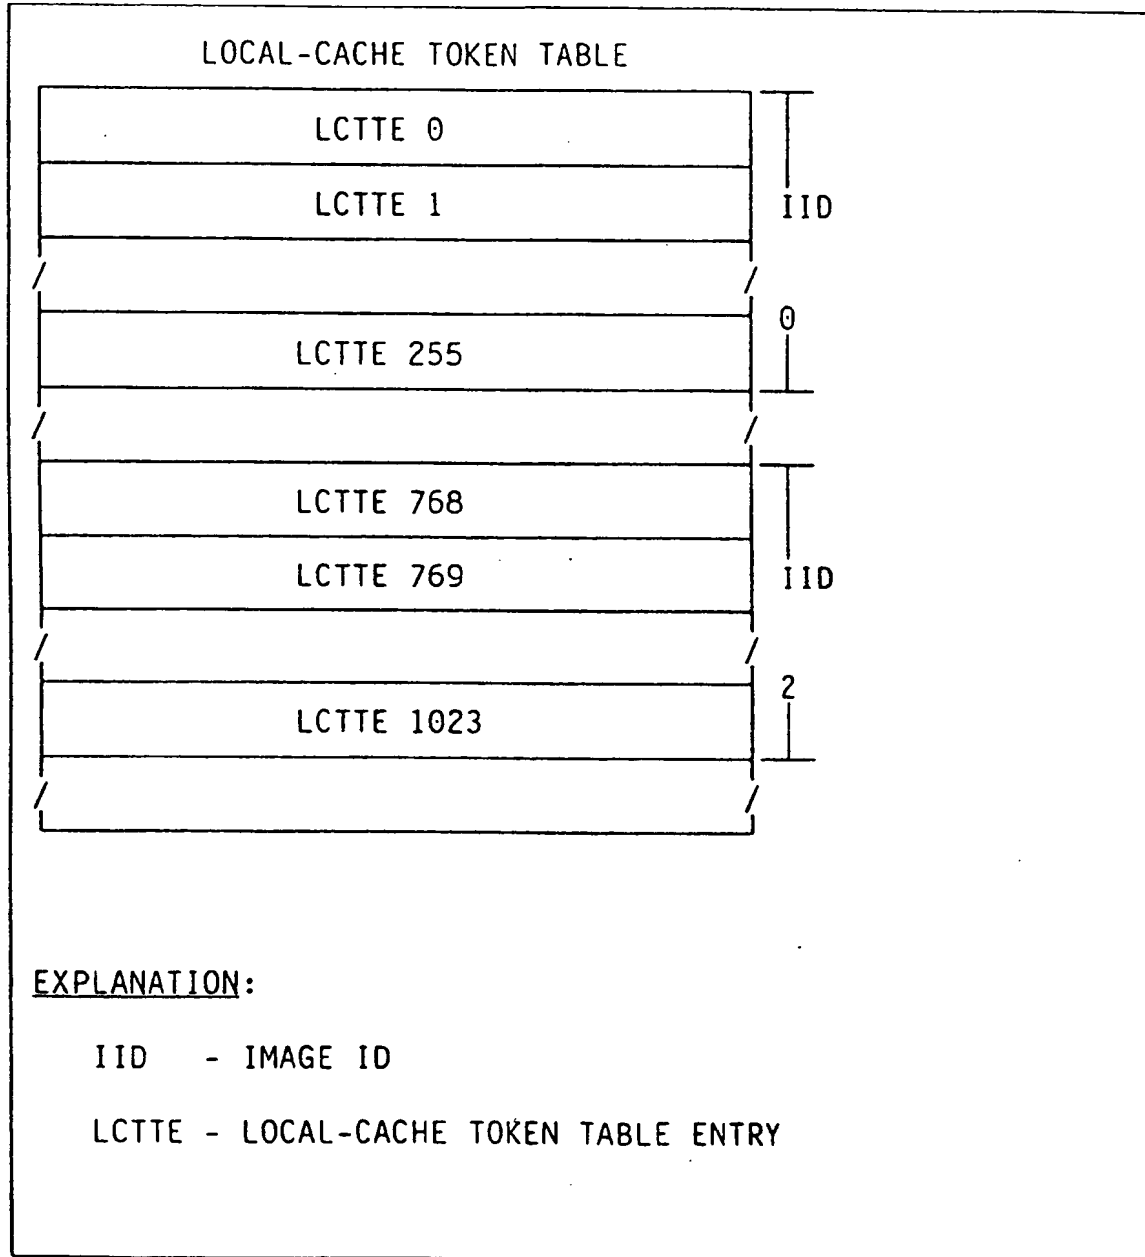 LOCAL-CACHE TOKEN TABLE
LCTTE 0
LCTTE 1
IID
0
LCTTE 255
LCTTE 768
LCTTE 769
IID
2
LCTTE 1023
EXPLANATION:
IID - IMAGE ID
LCTTE - LOCAL-CACHE TOKEN TABLE ENTRY